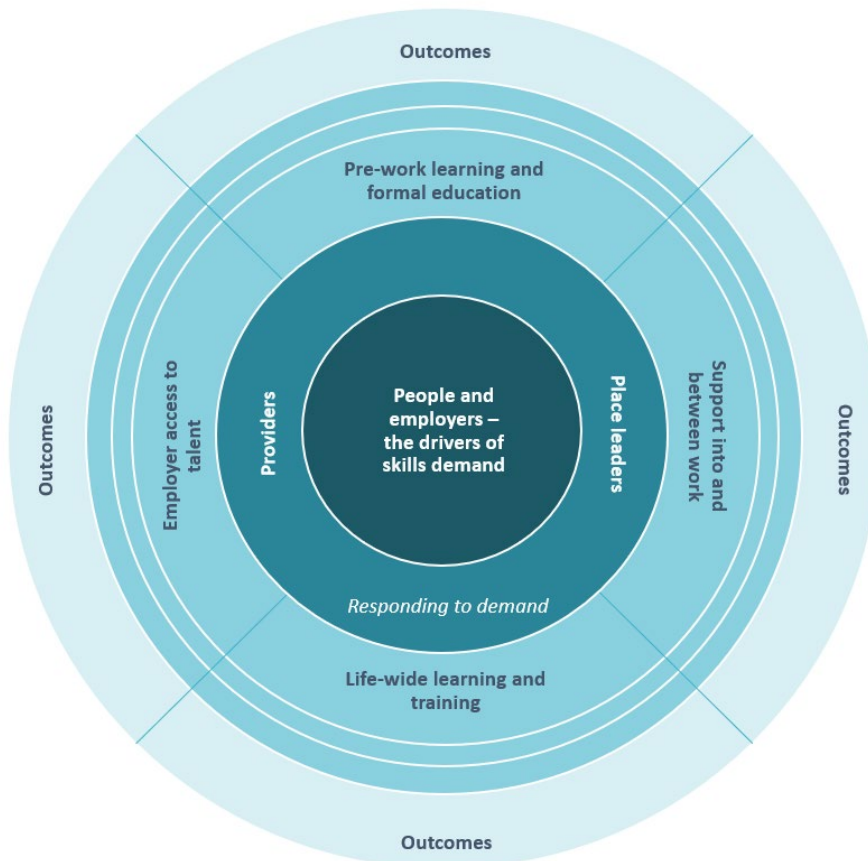 Outcomes
Pre-work learning and
formal education
Outcomes
Employer access to
talent
Providers
People and
employers –
the drivers of
skills demand
Place leaders
Support into and
between work
Outcomes
Responding to demand
Life-wide learning and
training
Outcomes